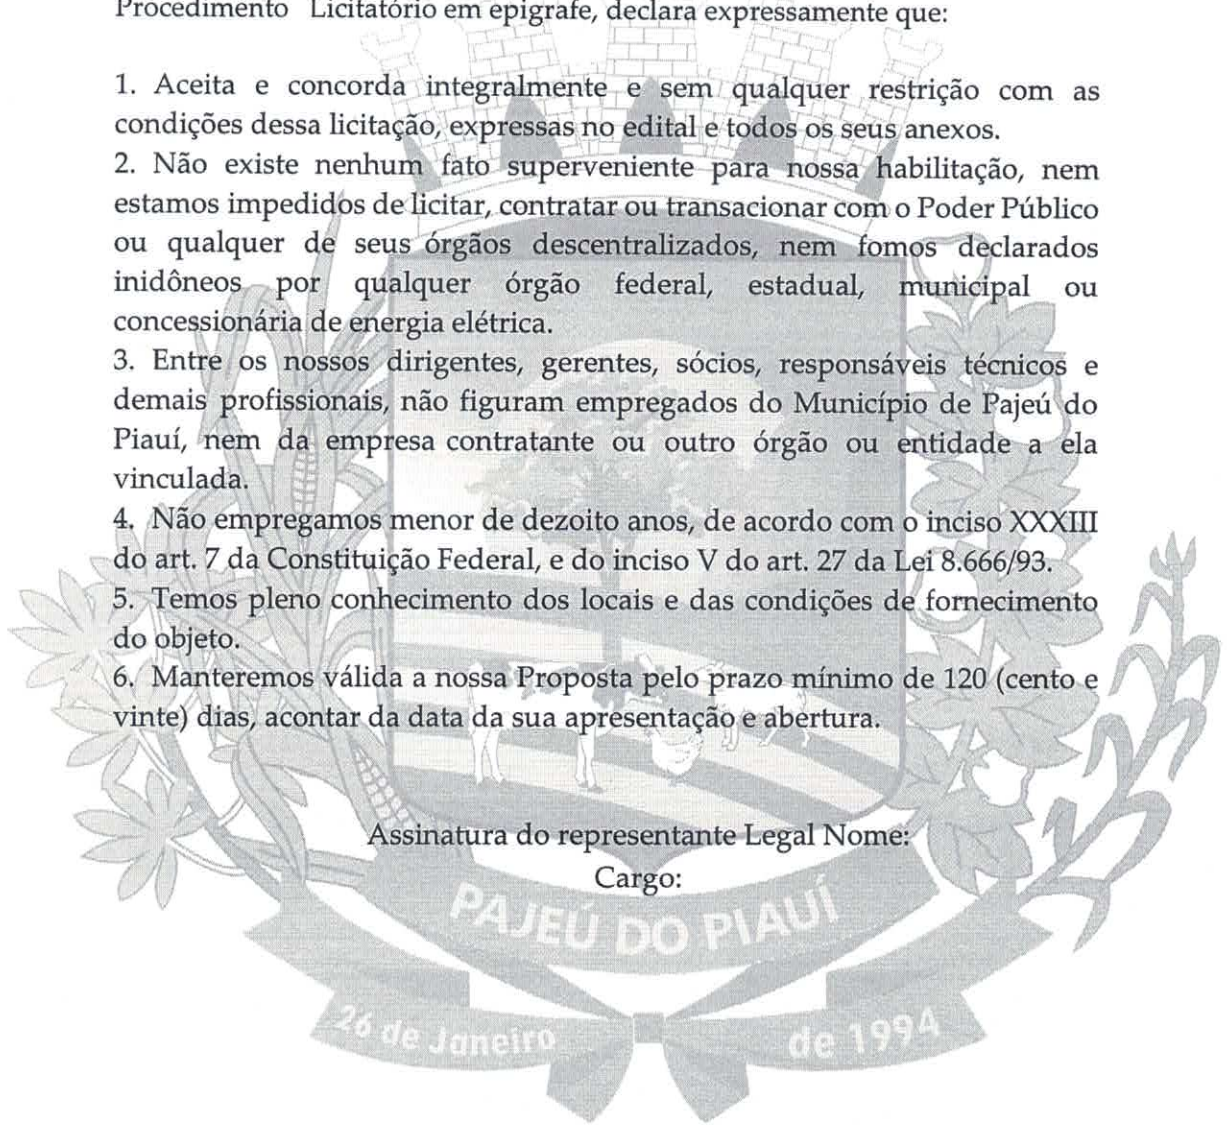 Procedimento Licitatório em epigrafe, declara expressamente que:
1. Aceita e concorda integralmente e sem qualquer restrição com as
condições dessa licitação, expressas no edital e todos os seus anexos.
2. Não existe nenhum fato superveniente para nossa habilitação, nem
estamos impedidos de licitar, contratar ou transacionar com o Poder Público
ou qualquer de seus órgãos descentralizados, nem fomos declarados
inidôneos por qualquer órgão federal, estadual, municipal ou
concessionária de energia elétrica.
3. Entre os nossos dirigentes, gerentes, sócios, responsáveis técnicos e
demais profissionais, não figuram empregados do Município de Pajeú do
Piauí, nem da empresa contratante ou outro órgão ou entidade a ela
vinculada.
4. Não empregamos menor de dezoito anos, de acordo com o inciso XXXIII
do art. 7 da Constituição Federal, e do inciso V do art. 27 da Lei 8.666/93.
5. Temos pleno conhecimento dos locais e das condições de fornecimento
do objeto.
6. Manteremos válida a nossa Proposta pelo prazo mínimo de 120 (cento e
vinte) dias, acontar da data da sua apresentação e abertura.
Assinatura do representante Legal Nome:
Cargo:
PAJEÚ DO PIAUÍ
26 de Janeiro de 1994